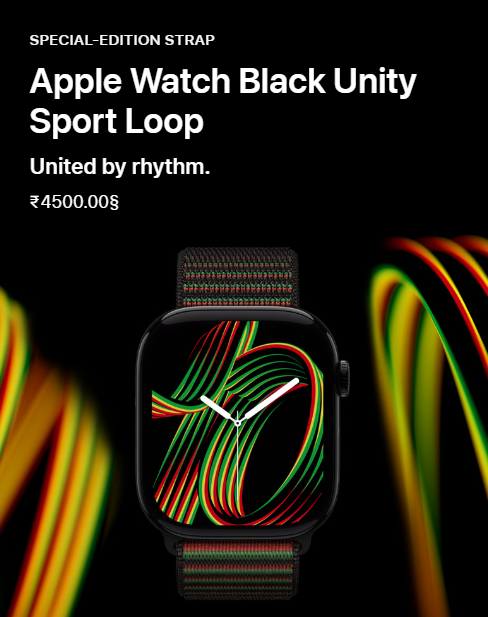 SPECIAL-EDITION STRAP
Apple Watch Black Unity
Sport Loop
United by rhythm.
₹4500.00§